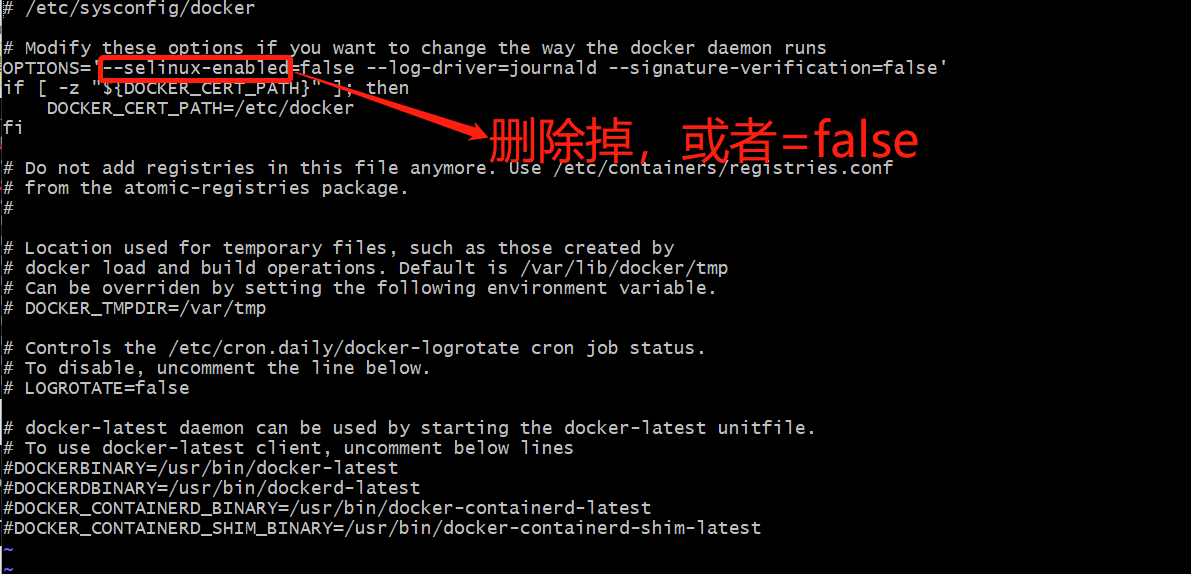 # /etc/sysconfig/docker
# Modify these options if you want to change the way the docker daemon runs
OPTIONS='--selinux-enabled=false --log-driver=journald --signature-verification=false'
if [ -z "${DOCKER_CERT_PATH}" ]; then
    DOCKER_CERT_PATH=/etc/docker
fi
删除掉，或者=false
# Do not add registries in this file anymore. Use /etc/containers/registries.conf
# from the atomic-registries package.
#
# Location used for temporary files, such as those created by
# docker load and build operations. Default is /var/lib/docker/tmp
# Can be overriden by setting the following environment variable.
# DOCKER_TMPDIR=/var/tmp
# Controls the /etc/cron.daily/docker-logrotate cron job status.
# To disable, uncomment the line below.
# LOGROTATE=false
# docker-latest daemon can be used by starting the docker-latest unitfile.
# To use docker-latest client, uncomment below lines
#DOCKERBINARY=/usr/bin/docker-latest
#DOCKERDBINARY=/usr/bin/dockerd-latest
#DOCKER_CONTAINERD_BINARY=/usr/bin/docker-containerd-latest
#DOCKER_CONTAINERD_SHIM_BINARY=/usr/bin/docker-containerd-shim-latest
~
~